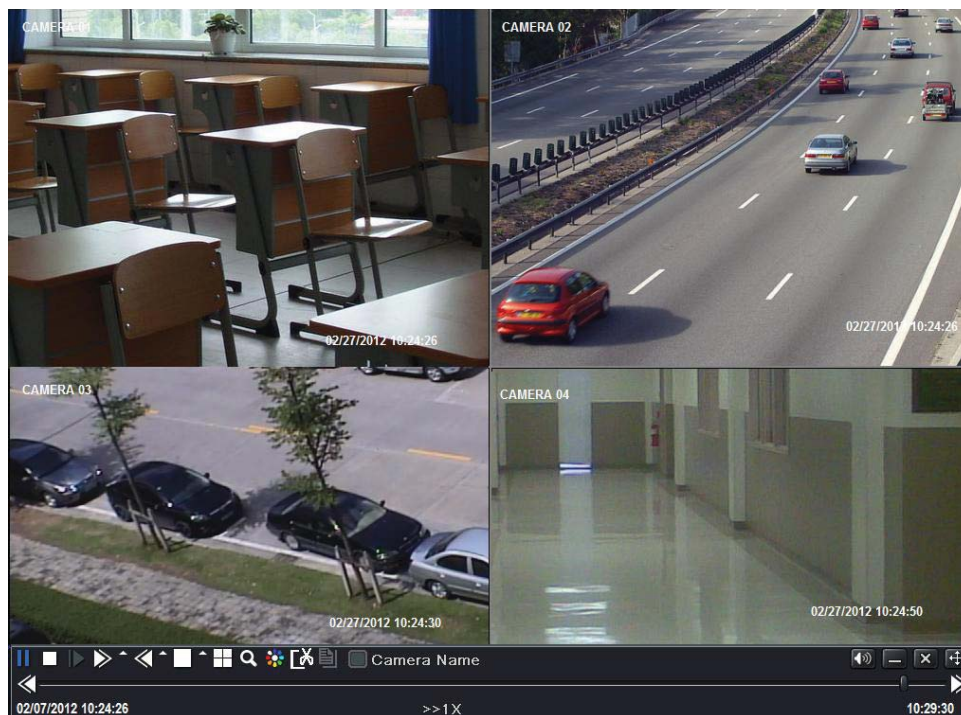 CAMERA 01
CAMERA 02
02/27/2012 10:24:26
02/27/2012 10:24:26
CAMERA 03
CAMERA 04
02/27/2012 10:24:30
02/27/2012 10:24:50
Camera Name
02/07/2012 10:24:26
>>1X
10:29:30